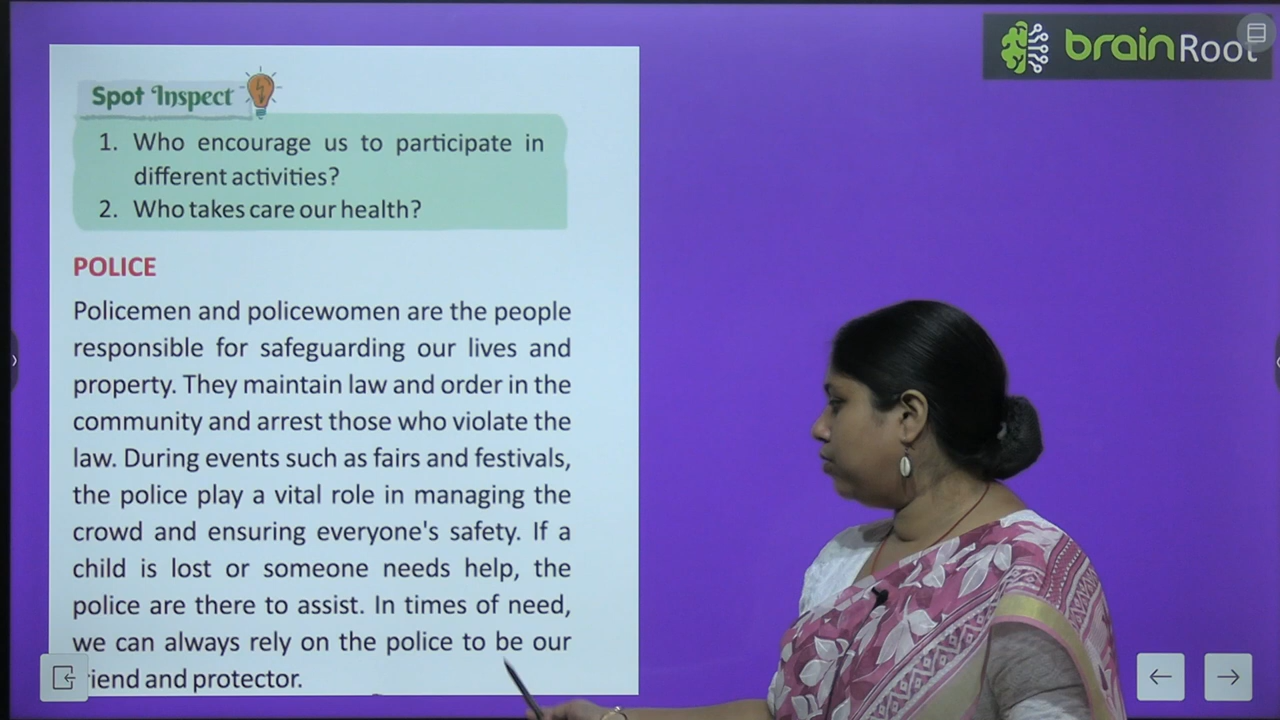 brainRoot
Spot Inspect
1. Who encourage us to participate in
different activities?
2. Who takes care our health?
POLICE
Policemen and policewomen are the people
responsible for safeguarding our lives and
property. They maintain law and order in the
community and arrest those who violate the
law. During events such as fairs and festivals,
the police play a vital role in managing the
crowd and ensuring everyone's safety. If a
child is lost or someone needs help, the
police are there to assist. In times of need,
we can always rely on the police to be our
riend and protector.